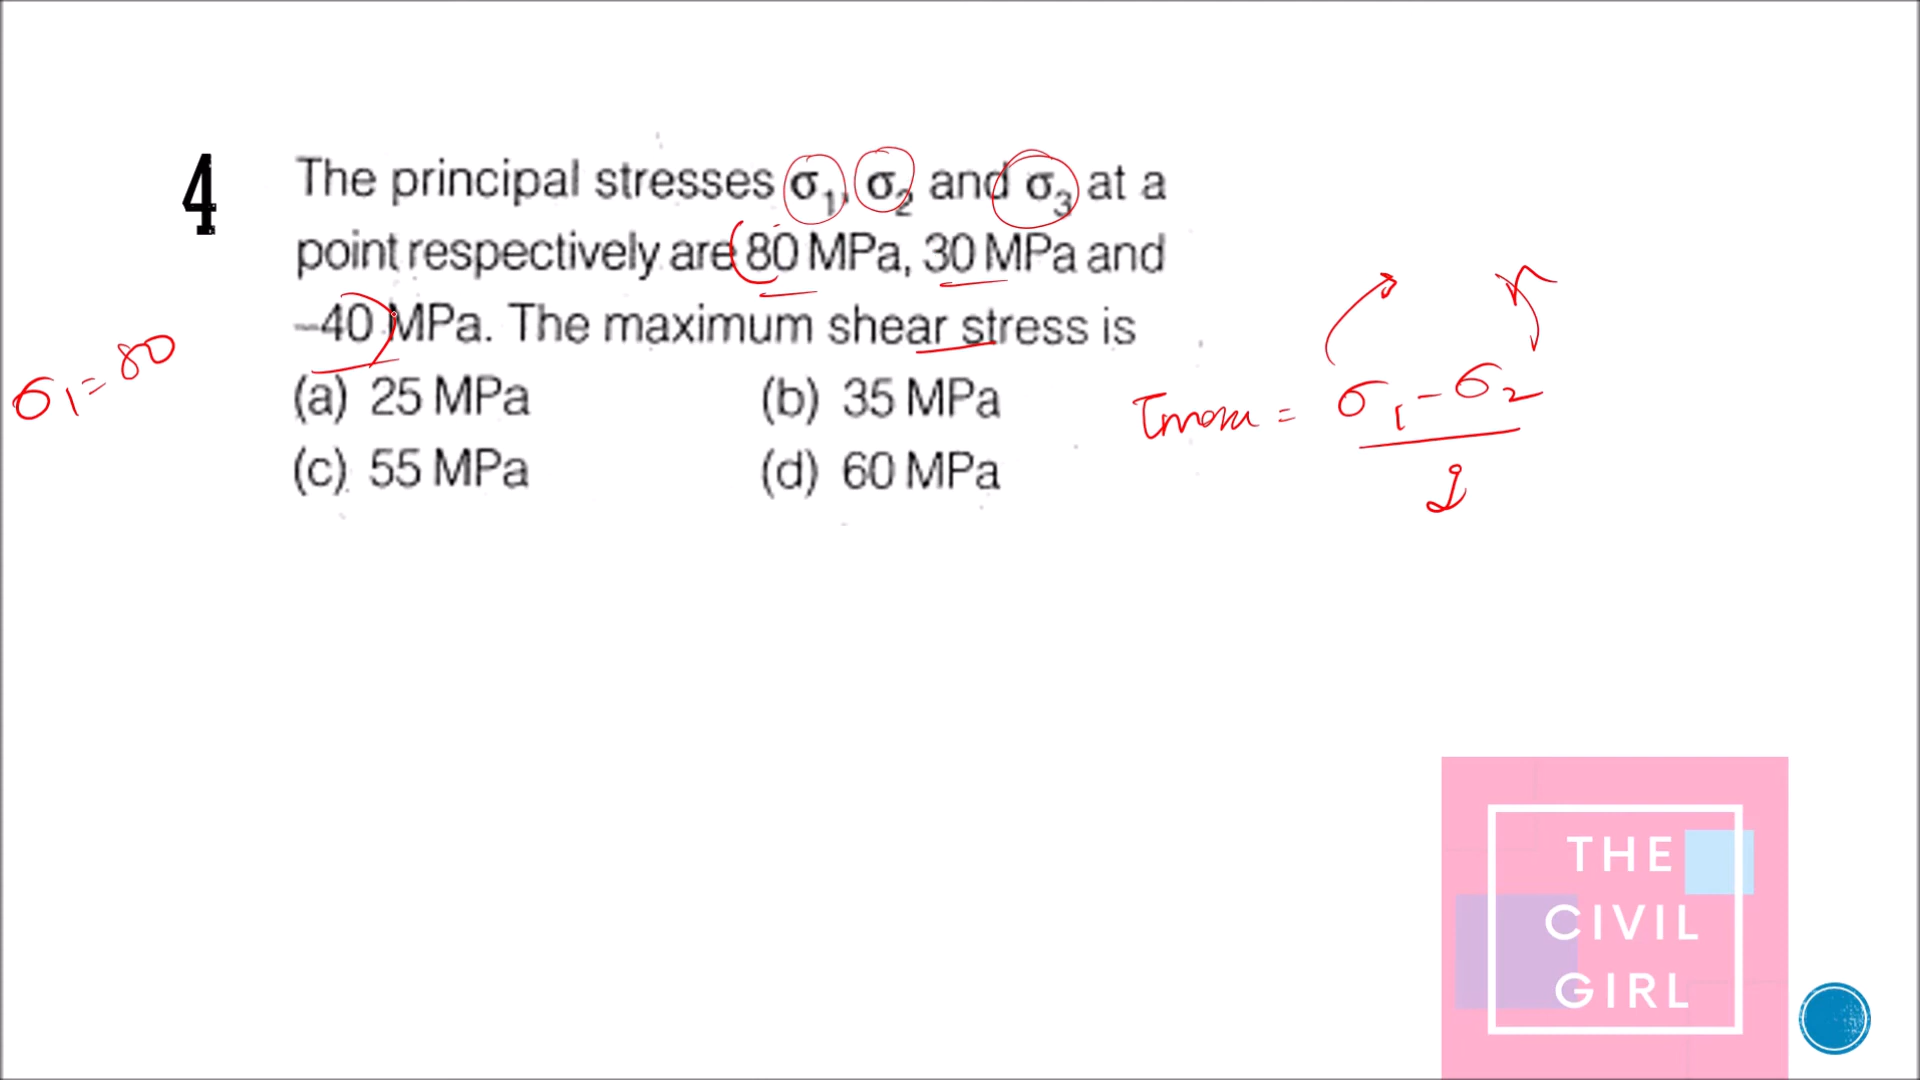 4 The principal stresses σ₁, σ₂ and σ₃ at a
point respectively are 80 MPa, 30 MPa and
–40 MPa. The maximum shear stress is
(a) 25 MPa (b) 35 MPa
(c) 55 MPa (d) 60 MPa
σ₁ = 80
τmax = σ₁ - σ₂
2
THE
CIVIL
GIRL